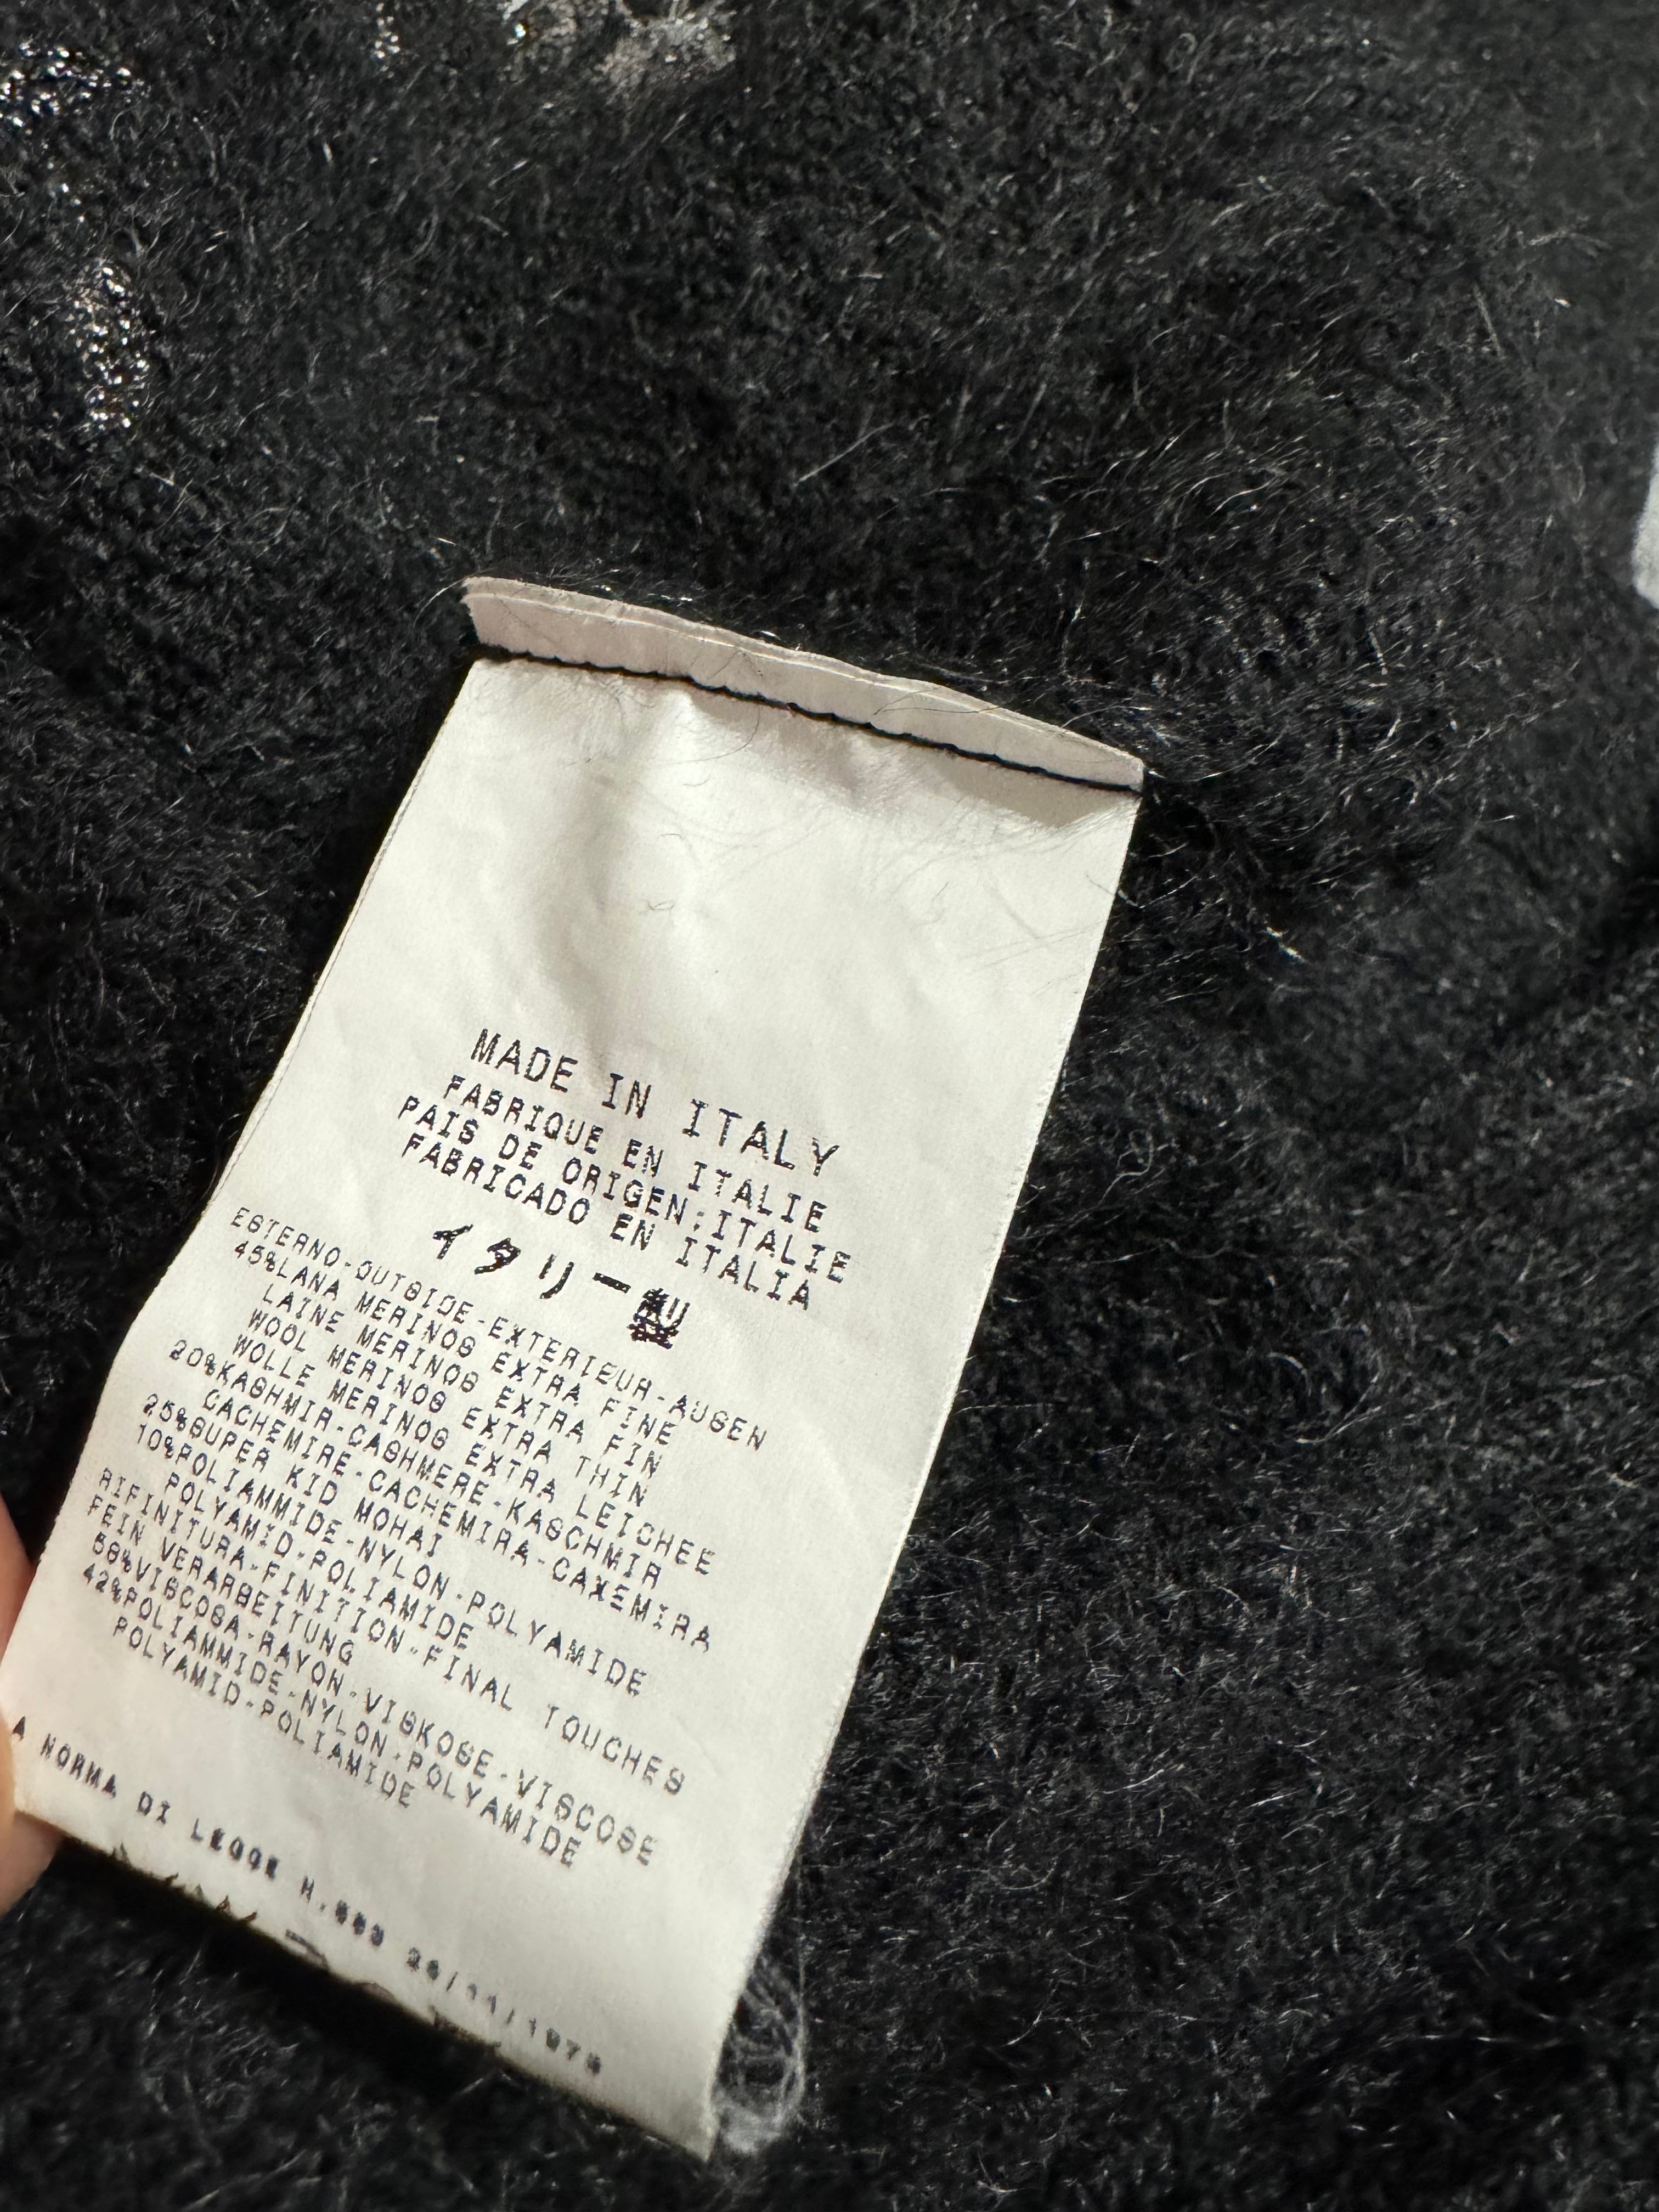 MADE IN ITALY
FABRIQUE EN ITALIE
PAIS DE ORIGEN:ITALIE
FABRICADO EN ITALIA
イタリー製
ESTERNO-OUTSIDE-EXTERIEUR-AUSEN
45%LANA MERINOS EXTRA FINE
LAINE MERINOS EXTRA FIN
WOOL MERINOS EXTRA THIN
WOLLE MERINOS EXTRA LEICHEE
20%KASHMIR-CASHMERE-KASCHMIR
CACHEMIRE-CACHEMIRA-CAXEMIRA
25%SUPER KID MOHAI
10%POLIAMMIDE-NYLON-POLYAMIDE
POLYAMID-POLIAMIDE
RIFINITURA-FINITION-FINAL TOUCHES
FEIN VERARBEITUNG
58%VISCOSA-RAYON-VISKOSE-VISCOSE
42%POLIAMMIDE-NYLON-POLYAMIDE
POLYAMID-POLIAMIDE
A NORMA DI LEGGE N.883 26/11/1973